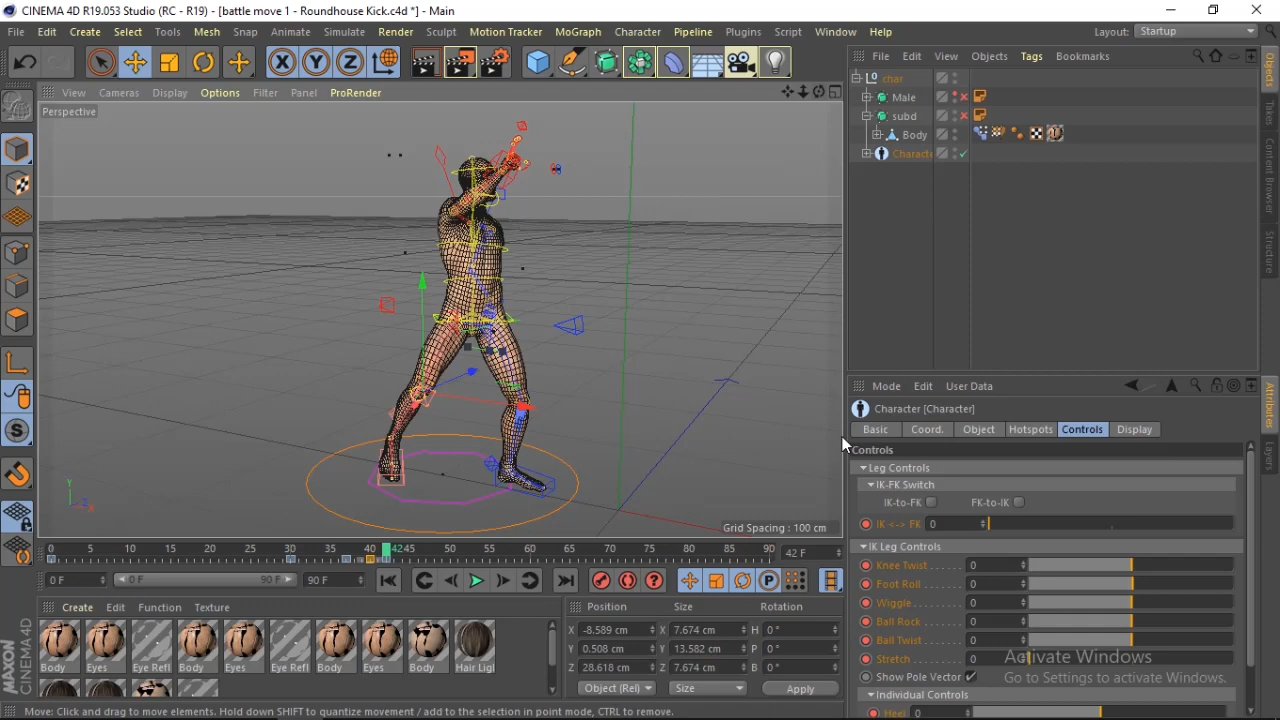 CINEMA 4D R19.053 Studio (RC - R19) - [battle move 1 - Roundhouse Kick.c4d *] - Main
File Edit Create Select Tools Mesh Snap Animate Simulate Render Sculpt Motion Tracker MoGraph Character Pipeline Plugins Script Window Help Layout: Startup
X Y Z
File Edit View Objects Tags Bookmarks
View Cameras Display Options Filter Panel ProRender
Perspective
char
Male
subd
Body
Characte
Objects
Takes
Content Browser
Structure
Grid Spacing : 100 cm
Mode Edit User Data
Character [Character]
Basic Coord. Object Hotspots Controls Display
Controls
Leg Controls
IK-FK Switch
IK-to-FK FK-to-IK
IK <-> FK 0
IK Leg Controls
Knee Twist 0
Foot Roll 0
Wiggle 0
Ball Rock 0
Ball Twist 0
Stretch 0
Show Pole Vector
Individual Controls
Heel 0
Attributes
Layers
0 5 10 15 20 25 30 35 40 4245 50 55 60 65 70 75 80 85 90 42 F
0 F 0 F 90 F 90 F
Create Edit Function Texture
Body Eyes Eye Refl Body Eyes Eye Refl Body Eyes Body Hair Ligl
Position Size Rotation
X -8.589 cm X 7.674 cm H 0 °
Y 0.508 cm Y 13.582 cm P 0 °
Z 28.618 cm Z 7.674 cm B 0 °
Object (Rel) Size Apply
MAXON CINEMA4D
Activate Windows
Go to Settings to activate Windows.
Move: Click and drag to move elements. Hold down SHIFT to quantize movement / add to the selection in point mode, CTRL to remove.